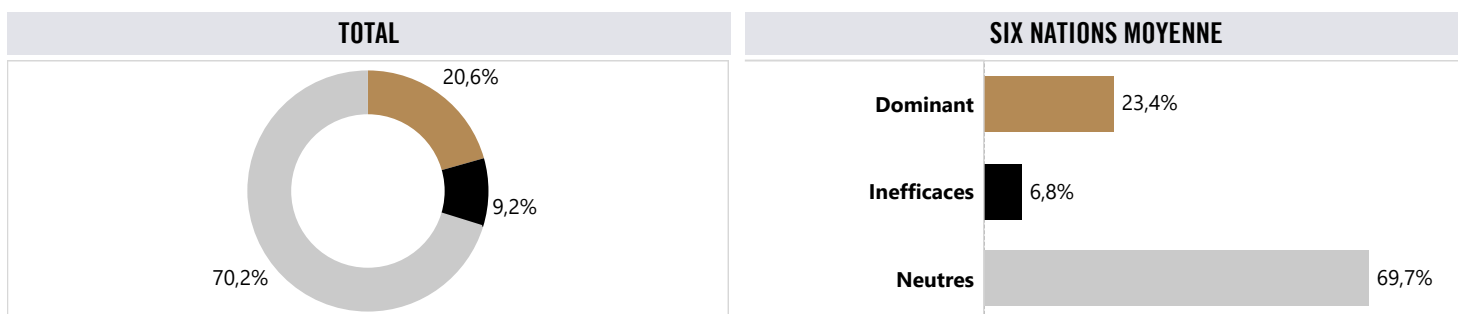 TOTAL
20,6%
9,2%
70,2%
SIX NATIONS MOYENNE
Dominant 23,4%
Inefficaces 6,8%
Neutres 69,7%